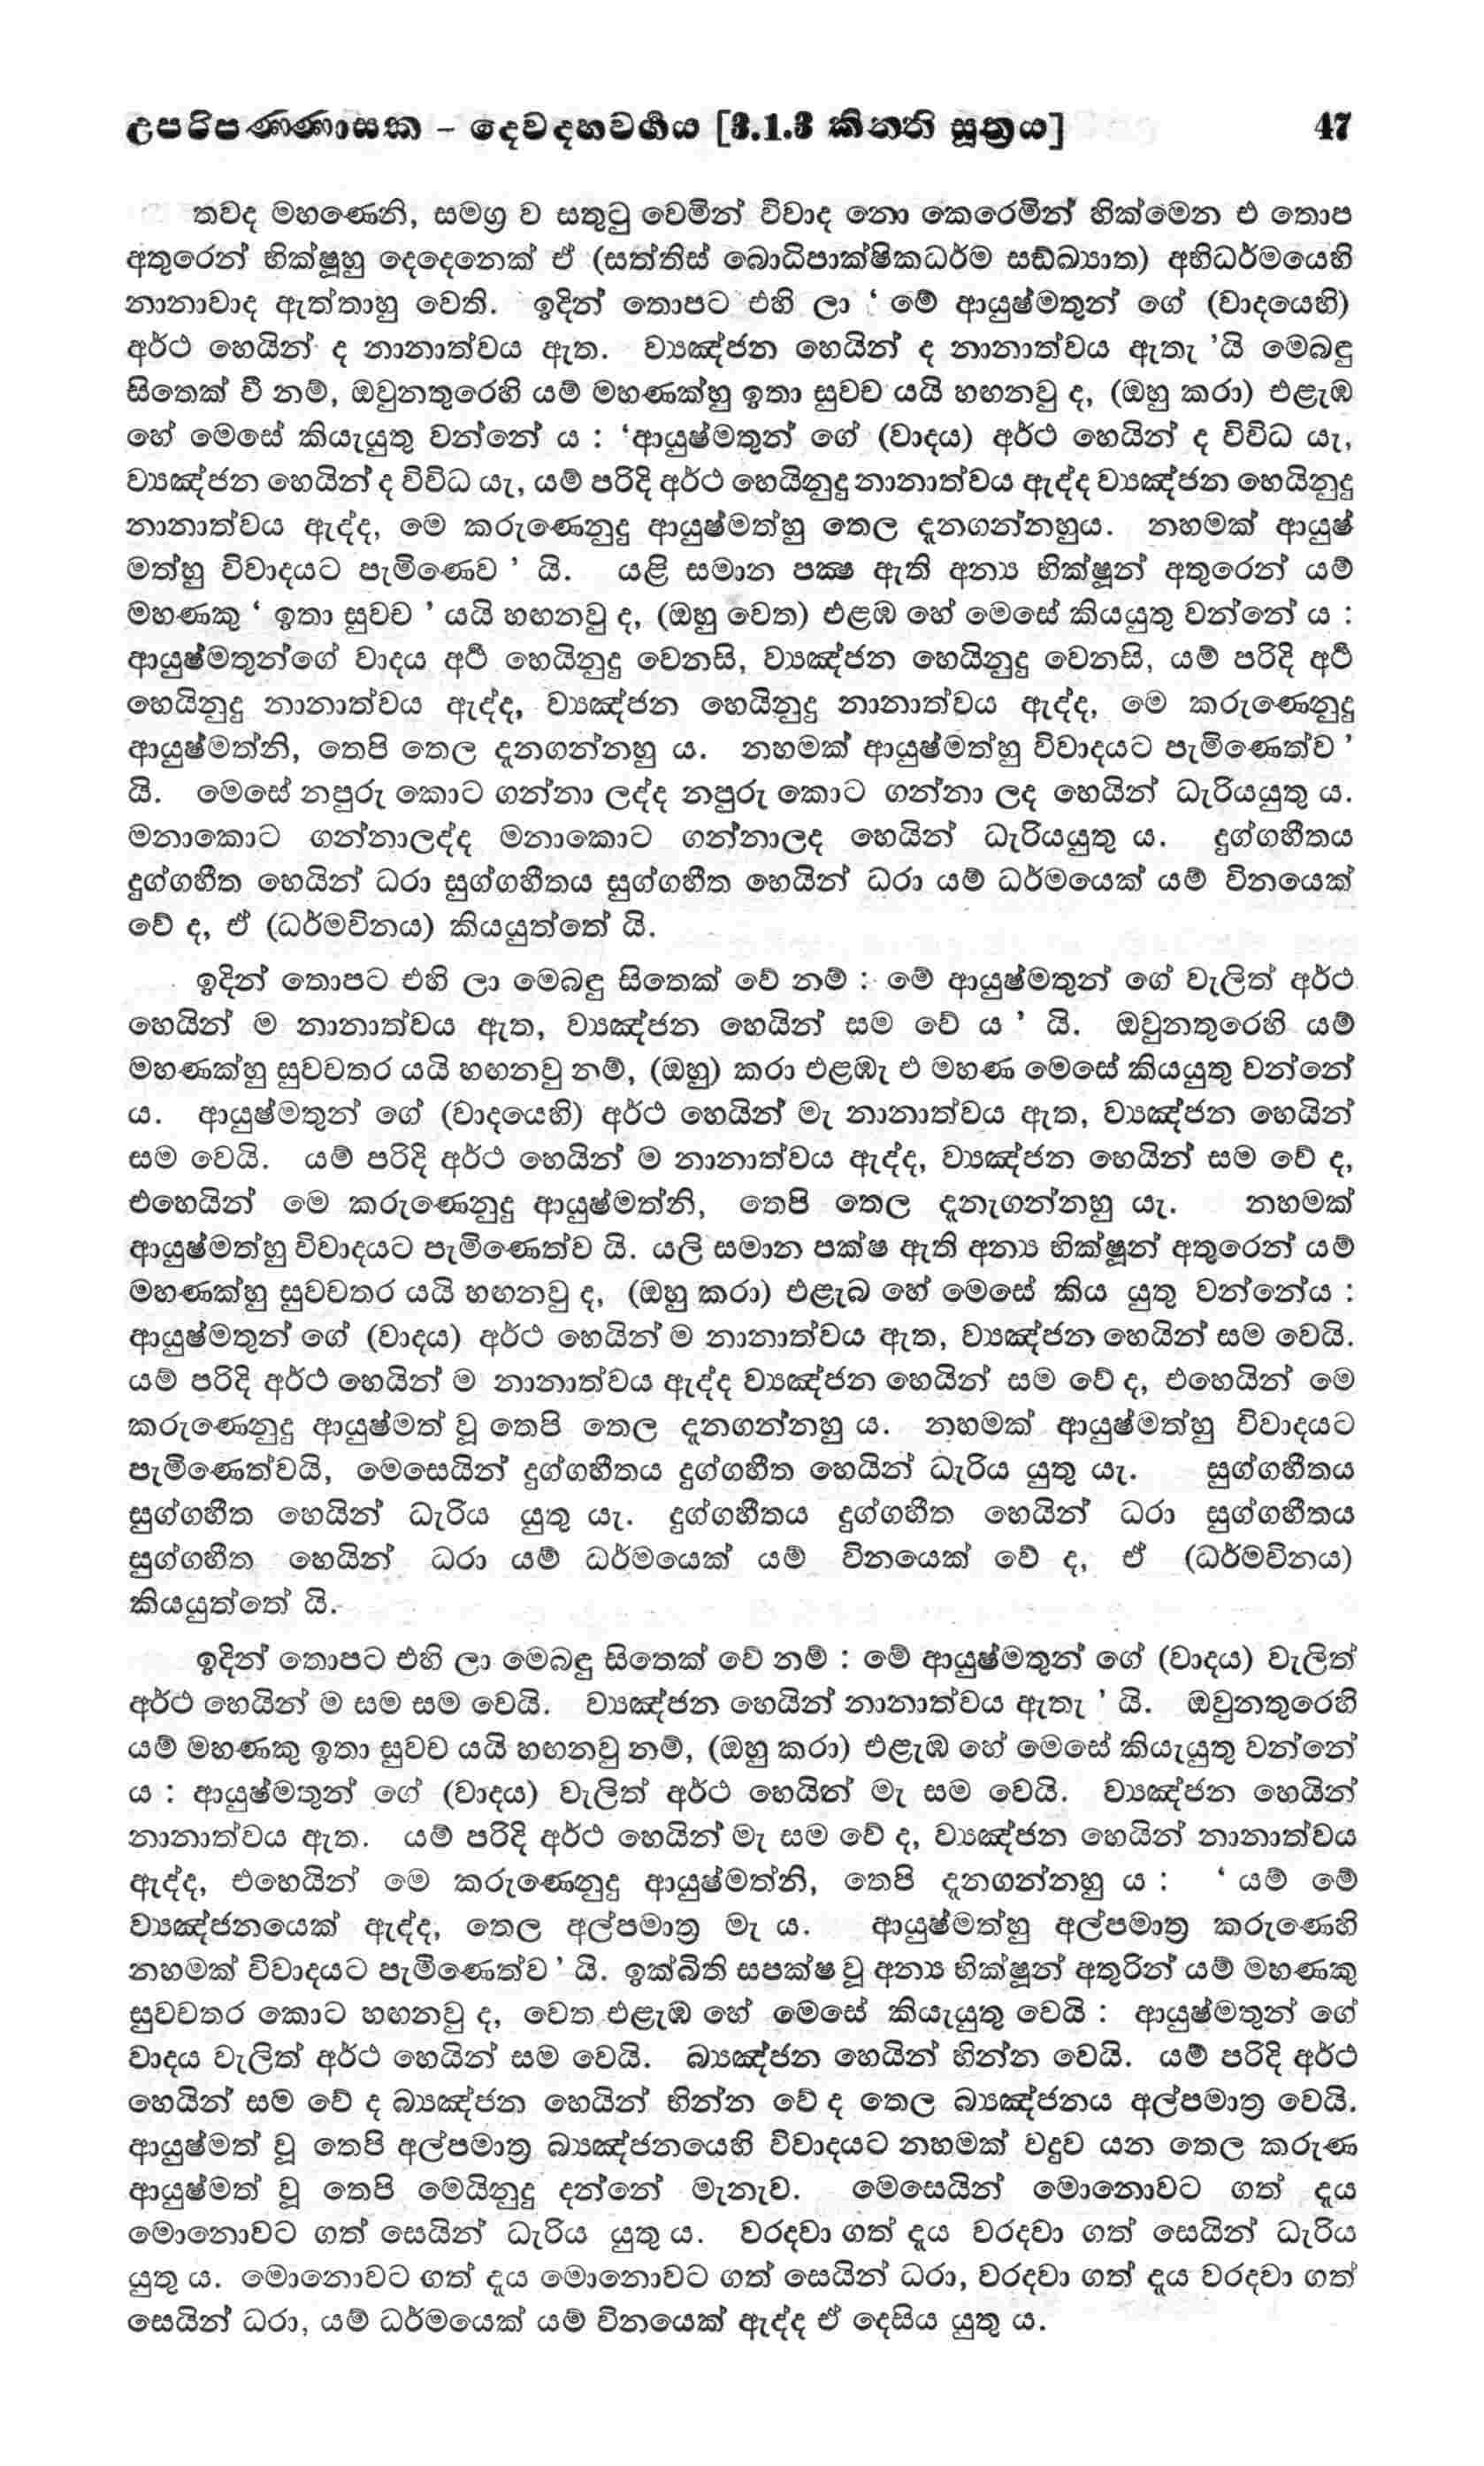 උපරිපණ්ණාසක – දෙවදහවර්‍ගය [3.1.3 කින්ති සූත්‍රය] 47
තවද මහණෙනි, සමග්‍ර ව සතුටු වෙමින් විවාද නො කෙරෙමින් හික්මෙන එ තොප
අතුරෙන් භික්ෂූහු දෙදෙනෙක් ඒ (සත්තිස් බොධිපාක්ෂිකධර්ම සඞ්ඛ්‍යාත) අභිධර්මයෙහි
නානාවාද ඇත්තාහු වෙති. ඉදින් තොපට එහි ලා ‘ මේ ආයුෂ්මතුන් ගේ (වාදයෙහි)
අර්ථ හෙයින් ද නානාත්වය ඇත. ව්‍යඤ්ජන හෙයින් ද නානාත්වය ඇතැ ’යි මෙබඳු
සිතෙක් වී නම්, ඔවුනතුරෙහි යම් මහණක්හු ඉතා සුවච යයි හඟනවු ද, (ඔහු කරා) එළැඹ
හේ මෙසේ කියැයුතු වන්නේ ය : ‘ආයුෂ්මතුන් ගේ (වාදය) අර්ථ හෙයින් ද විවිධ යැ,
ව්‍යඤ්ජන හෙයින් ද විවිධ යැ, යම් පරිදි අර්ථ හෙයිනුදු නානාත්වය ඇද්ද ව්‍යඤ්ජන හෙයිනුදු
නානාත්වය ඇද්ද, මෙ කරුණෙනුදු ආයුෂ්මත්හු තෙල දැනගන්නහුය. නහමක් ආයුෂ්
මත්හු විවාදයට පැමිණෙව ’ යි. යළි සමාන පක්‍ෂ ඇති අන්‍ය භික්ෂූන් අතුරෙන් යම්
මහණකු ‘ ඉතා සුවච ’ යයි හඟනවු ද, (ඔහු වෙත) එළඹ හේ මෙසේ කියයුතු වන්නේ ය :
ආයුෂ්මතුන්ගේ වාදය අර්‍ථ හෙයිනුදු වෙනසි, ව්‍යඤ්ජන හෙයිනුදු වෙනසි, යම් පරිදි අර්‍ථ
හෙයිනුදු නානාත්වය ඇද්ද, ව්‍යඤ්ජන හෙයිනුදු නානාත්වය ඇද්ද, මෙ කරුණෙනුදු
ආයුෂ්මත්නි, තෙපි තෙල දැනගන්නහු ය. නහමක් ආයුෂ්මත්හු විවාදයට පැමිණෙත්ව ’
යි. මෙසේ නපුරු කොට ගන්නා ලද්ද නපුරු කොට ගන්නා ලද හෙයින් ධැරියයුතු ය.
මනාකොට ගන්නාලද්ද මනාකොට ගන්නාලද හෙයින් ධැරියයුතු ය. දුග්ගහීතය
දුග්ගහීත හෙයින් ධරා සුග්ගහීතය සුග්ගහීත හෙයින් ධරා යම් ධර්මයෙක් යම් විනයෙක්
වේ ද, ඒ (ධර්මවිනය) කියයුත්තේ යි.
ඉදින් තොපට එහි ලා මෙබඳු සිතෙක් වේ නම් : මේ ආයුෂ්මතුන් ගේ වැලිත් අර්ථ
හෙයින් ම නානාත්වය ඇත, ව්‍යඤ්ජන හෙයින් සම වේ ය ’ යි. ඔවුනතුරෙහි යම්
මහණක්හු සුවචතර යයි හඟනවු නම්, (ඔහු) කරා එළඹැ එ මහණ මෙසේ කියයුතු වන්නේ
ය. ආයුෂ්මතුන් ගේ (වාදයෙහි) අර්ථ හෙයින් මැ නානාත්වය ඇත, ව්‍යඤ්ජන හෙයින්
සම වෙයි. යම් පරිදි අර්ථ හෙයින් ම නානාත්වය ඇද්ද, ව්‍යඤ්ජන හෙයින් සම වේ ද,
එහෙයින් මෙ කරුණෙනුදු ආයුෂ්මත්නි, තෙපි තෙල දැනැගන්නහු යැ. නහමක්
ආයුෂ්මත්හු විවාදයට පැමිණෙත්ව යි. යලි සමාන පක්ෂ ඇති අන්‍ය භික්ෂූන් අතුරෙන් යම්
මහණක්හු සුවචතර යයි හඟනවු ද, (ඔහු කරා) එළැබ හේ මෙසේ කිය යුතු වන්නේය :
ආයුෂ්මතුන් ගේ (වාදය) අර්ථ හෙයින් ම නානාත්වය ඇත, ව්‍යඤ්ජන හෙයින් සම වෙයි.
යම් පරිදි අර්ථ හෙයින් ම නානාත්වය ඇද්ද ව්‍යඤ්ජන හෙයින් සම වේ ද, එහෙයින් මෙ
කරුණෙනුදු ආයුෂ්මත් වූ තෙපි තෙල දැනගන්නහු ය. නහමක් ආයුෂ්මත්හු විවාදයට
පැමිණෙත්වයි, මෙසෙයින් දුග්ගහීතය දුග්ගහීත හෙයින් ධැරිය යුතු යැ. සුග්ගහීතය
සුග්ගහීත හෙයින් ධැරිය යුතු යැ. දුග්ගහීතය දුග්ගහීත හෙයින් ධරා සුග්ගහීතය
සුග්ගහීත හෙයින් ධරා යම් ධර්මයෙක් යම් විනයෙක් වේ ද, ඒ (ධර්මවිනය)
කියයුත්තේ යි.
ඉදින් තොපට එහි ලා මෙබඳු සිතෙක් වේ නම් : මේ ආයුෂ්මතුන් ගේ (වාදය) වැලිත්
අර්ථ හෙයින් ම සම සම වෙයි. ව්‍යඤ්ජන හෙයින් නානාත්වය ඇතැ ’ යි. ඔවුනතුරෙහි
යම් මහණකු ඉතා සුවච යයි හඟනවු නම්, (ඔහු කරා) එළැඹ හේ මෙසේ කියැයුතු වන්නේ
ය : ආයුෂ්මතුන් ගේ (වාදය) වැලිත් අර්ථ හෙයින් මැ සම වෙයි. ව්‍යඤ්ජන හෙයින්
නානාත්වය ඇත. යම් පරිදි අර්ථ හෙයින් මැ සම වේ ද, ව්‍යඤ්ජන හෙයින් නානාත්වය
ඇද්ද, එහෙයින් මෙ කරුණෙනුදු ආයුෂ්මත්නි, තෙපි දැනගන්නහු ය : ‘ යම් මේ
ව්‍යඤ්ජනයෙක් ඇද්ද, තෙල අල්පමාත්‍ර මැ ය. ආයුෂ්මත්හු අල්පමාත්‍ර කරුණෙහි
නහමක් විවාදයට පැමිණෙත්ව ’ යි. ඉක්බිති සපක්ෂ වූ අන්‍ය භික්ෂූන් අතුරින් යම් මහණකු
සුවචතර කොට හඟනවු ද, වෙත එළැඹ හේ මෙසේ කියැයුතු වෙයි : ආයුෂ්මතුන් ගේ
වාදය වැලිත් අර්ථ හෙයින් සම වෙයි. බ්‍යඤ්ජන හෙයින් භින්න වෙයි. යම් පරිදි අර්ථ
හෙයින් සම වේ ද බ්‍යඤ්ජන හෙයින් භින්න වේ ද තෙල බ්‍යඤ්ජනය අල්පමාත්‍ර වෙයි.
ආයුෂ්මත් වූ තෙපි අල්පමාත්‍ර බ්‍යඤ්ජනයෙහි විවාදයට නහමක් වදුව යන තෙල කරුණ
ආයුෂ්මත් වූ තෙපි මෙයිනුදු දන්නේ මැනැව. මෙසෙයින් මොනොවට ගත් දැය
මොනොවට ගත් සෙයින් ධැරිය යුතු ය. වරදවා ගත් දැය වරදවා ගත් සෙයින් ධැරිය
යුතු ය. මොනොවට ගත් දැය මොනොවට ගත් සෙයින් ධරා, වරදවා ගත් දැය වරදවා ගත්
සෙයින් ධරා, යම් ධර්මයෙක් යම් විනයෙක් ඇද්ද ඒ දෙසිය යුතු ය.